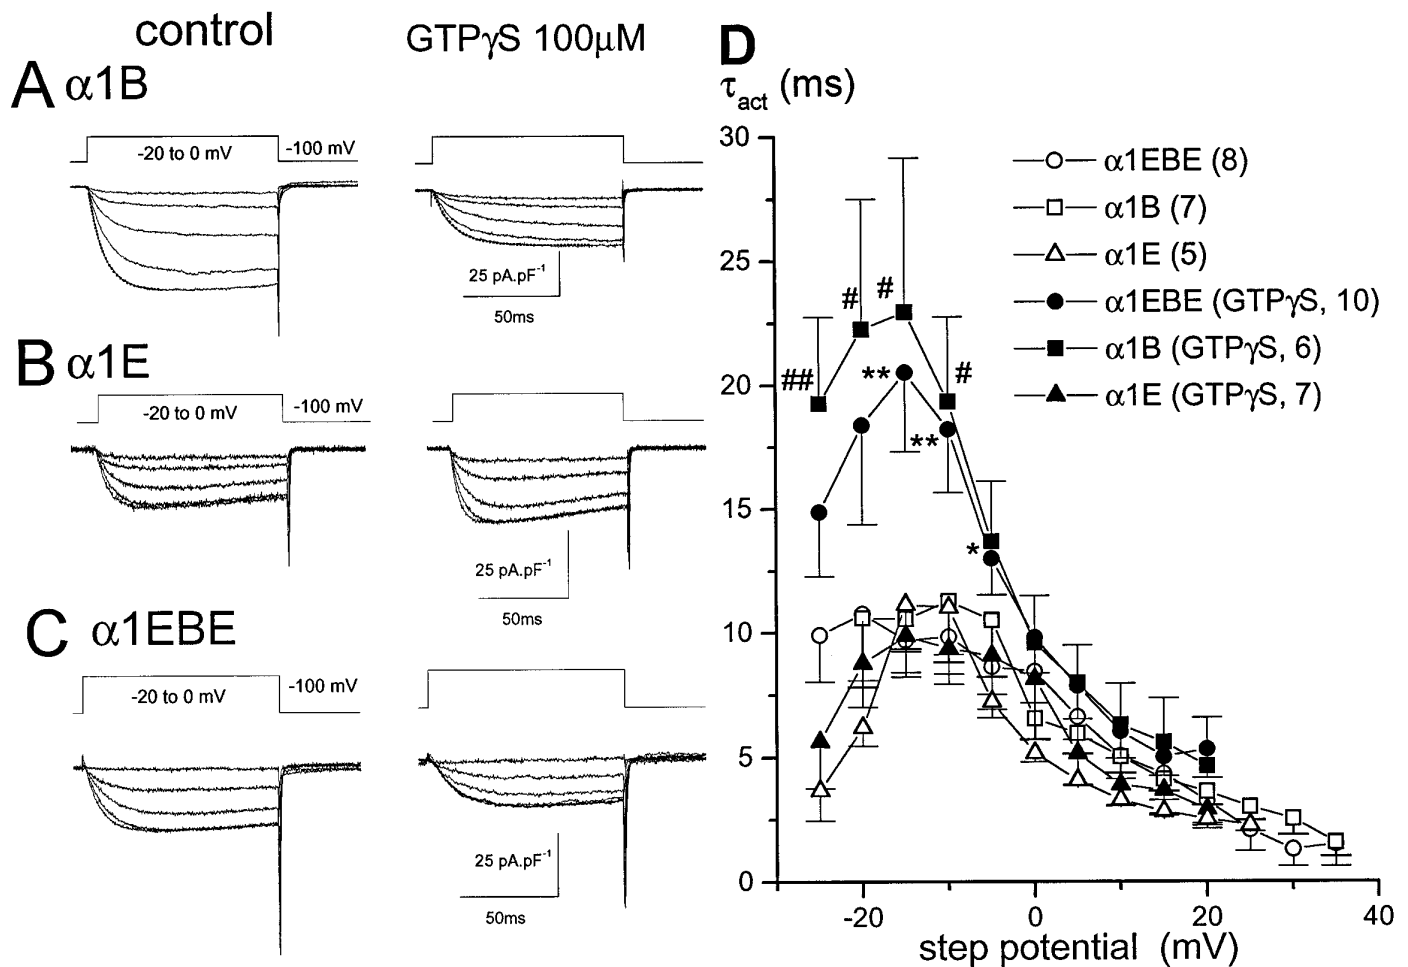 control
GTPγS 100μM
A α1B
-20 to 0 mV
-100 mV
25 pA.pF-1
50ms
B α1E
-20 to 0 mV
-100 mV
25 pA.pF-1
50ms
C α1EBE
-20 to 0 mV
-100 mV
25 pA.pF-1
50ms
D
τact (ms)
30
25
20
15
10
5
0
-20
0
20
40
step potential (mV)
α1EBE (8)
α1B (7)
α1E (5)
α1EBE (GTPγS, 10)
α1B (GTPγS, 6)
α1E (GTPγS, 7)
##
#
#
#
**
**
*